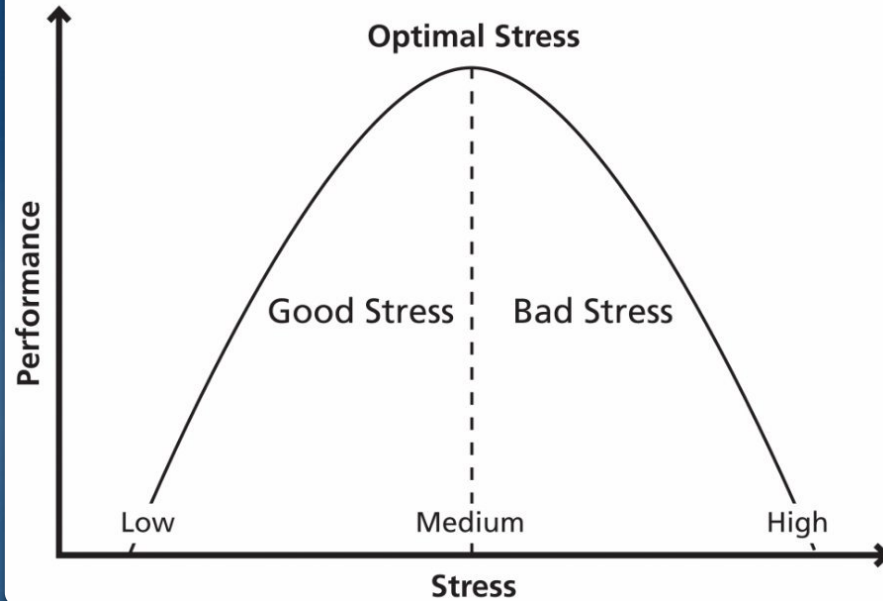 Optimal Stress
Performance
Good Stress
Bad Stress
Low
Medium
High
Stress